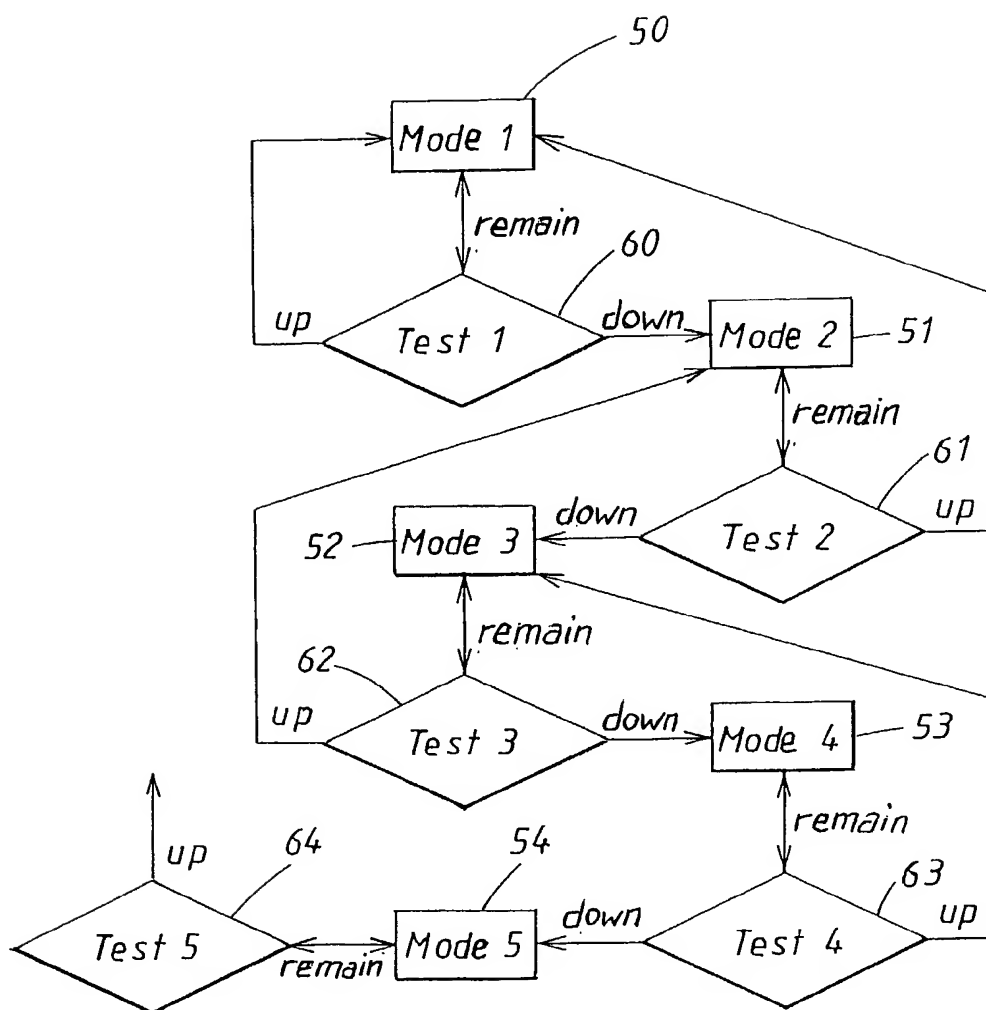 50
Mode 1
remain
60
up
Test 1
down
Mode 2
51
remain
61
52
Mode 3
down
Test 2
up
remain
62
up
Test 3
down
Mode 4
53
remain
up
64
54
63
Test 5
remain
Mode 5
down
Test 4
up